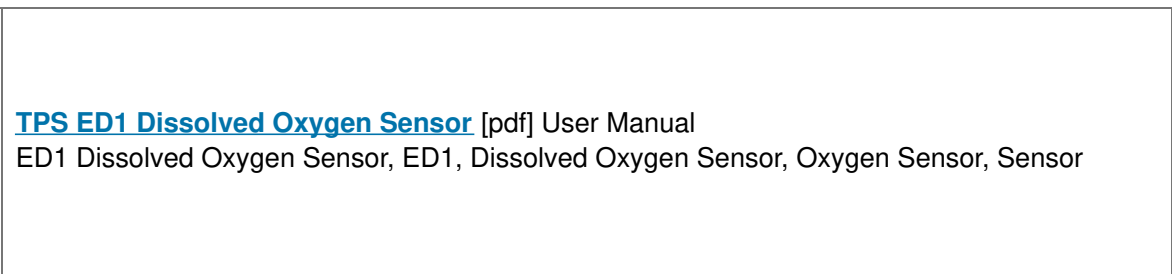 TPS ED1 Dissolved Oxygen Sensor [pdf] User Manual
ED1 Dissolved Oxygen Sensor, ED1, Dissolved Oxygen Sensor, Oxygen Sensor, Sensor